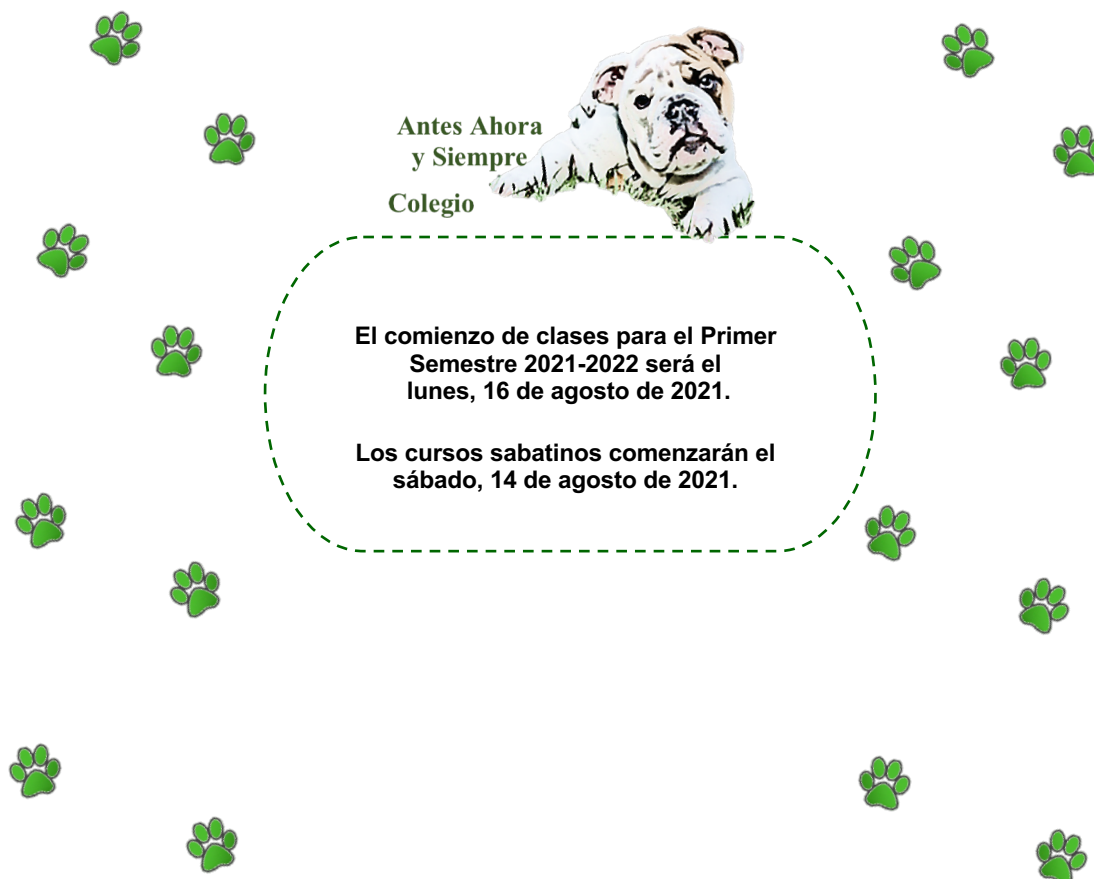 Antes Ahora
y Siempre
Colegio
El comienzo de clases para el Primer
Semestre 2021-2022 será el
lunes, 16 de agosto de 2021.
Los cursos sabatinos comenzarán el
sábado, 14 de agosto de 2021.